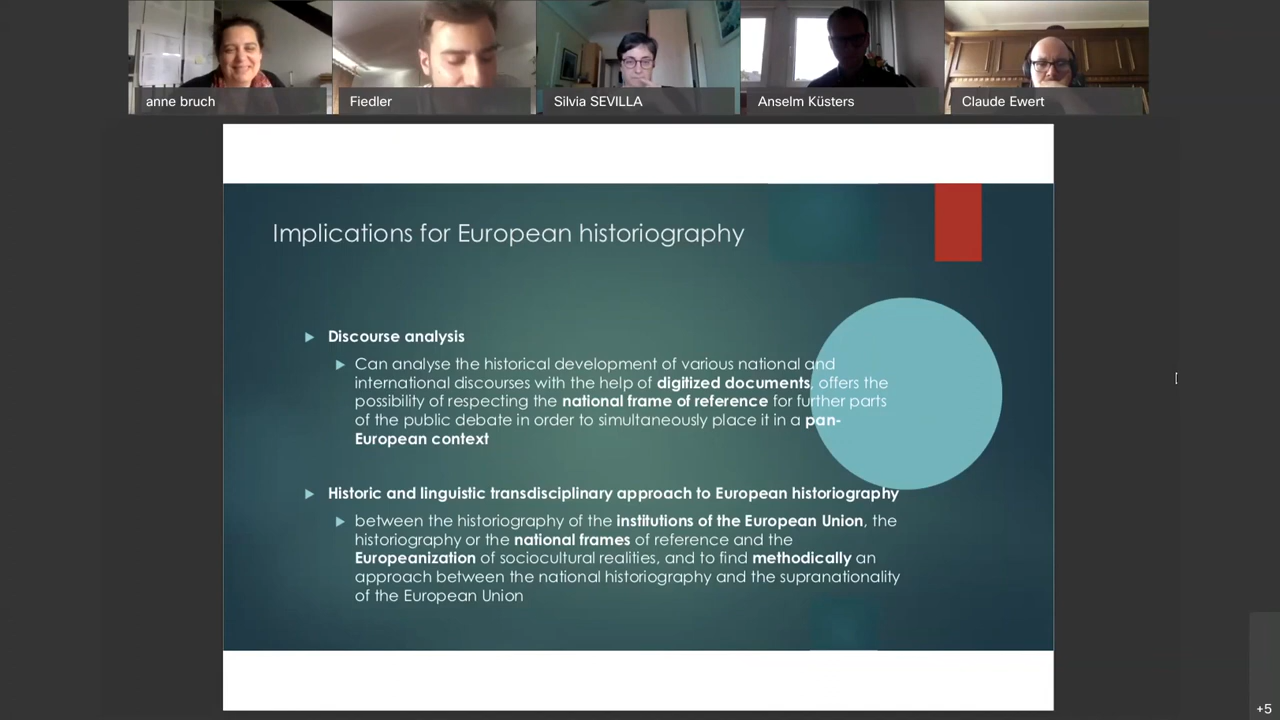 anne bruch
Fiedler
Silvia SEVILLA
Anselm Küsters
Claude Ewert
Implications for European historiography
Discourse analysis
Can analyse the historical development of various national and
international discourses with the help of digitized documents, offers the
possibility of respecting the national frame of reference for further parts
of the public debate in order to simultaneously place it in a pan-
European context
Historic and linguistic transdisciplinary approach to European historiography
between the historiography of the institutions of the European Union, the
historiography or the national frames of reference and the
Europeanization of sociocultural realities, and to find methodically an
approach between the national historiography and the supranationality
of the European Union
+5